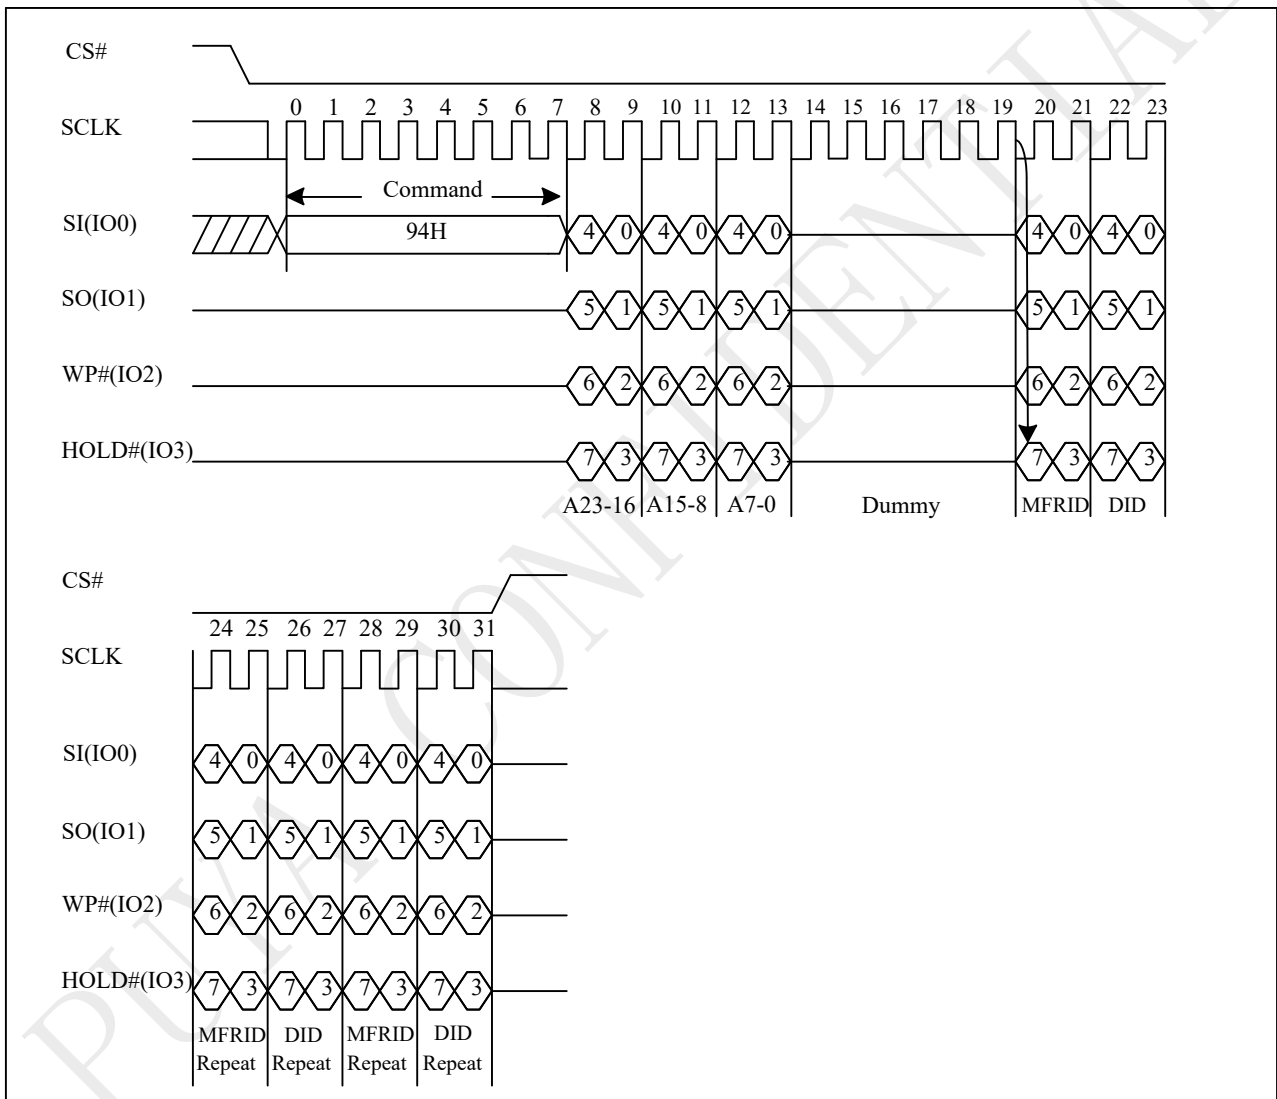 CS#
0 1 2 3 4 5 6 7 8 9 10 11 12 13 14 15 16 17 18 19 20 21 22 23
SCLK
Command
SI(IO0) 94H 4 0 4 0 4 0 4 0 4 0
SO(IO1) 5 1 5 1 5 1 5 1 5 1
WP#(IO2) 6 2 6 2 6 2 6 2 6 2
HOLD#(IO3) 7 3 7 3 7 3 7 3 7 3
A23-16 A15-8 A7-0 Dummy MFRID DID
CS#
24 25 26 27 28 29 30 31
SCLK
SI(IO0) 4 0 4 0 4 0 4 0
SO(IO1) 5 1 5 1 5 1 5 1
WP#(IO2) 6 2 6 2 6 2 6 2
HOLD#(IO3) 7 3 7 3 7 3 7 3
MFRID DID MFRID DID
Repeat Repeat Repeat Repeat
PUYA CONFIDENTIAL